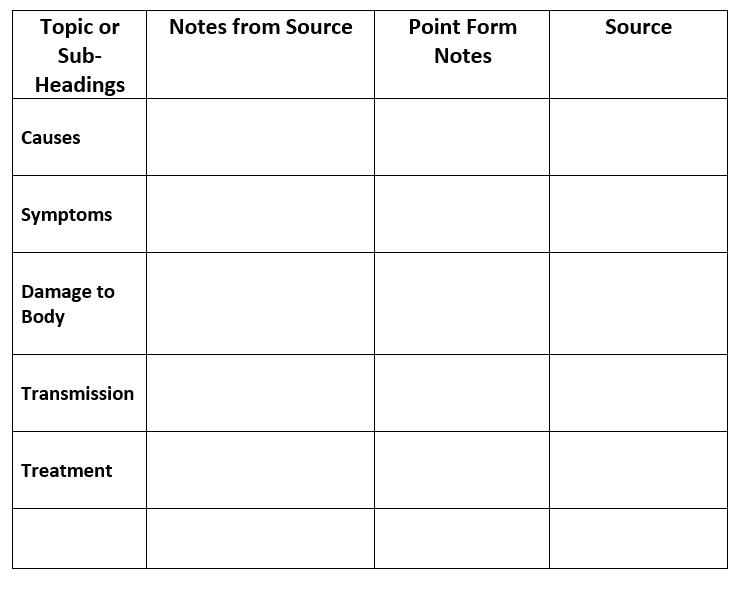 Topic or
Sub-
Headings
Notes from Source
Point Form
Notes
Source
Causes
Symptoms
Damage to
Body
Transmission
Treatment